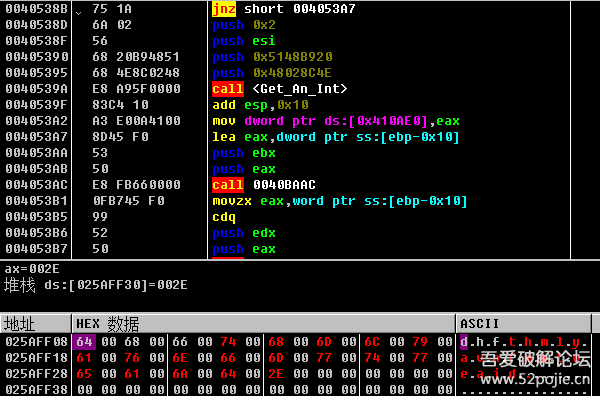 0040538B 75 1A jnz short 004053A7
0040538D 6A 02 push 0x2
0040538F 56 push esi
00405390 68 20B94851 push 0x5148B920
00405395 68 4E8C0248 push 0x48028C4E
0040539A E8 A95F0000 call <Get_An_Int>
0040539F 83C4 10 add esp,0x10
004053A2 A3 E00A4100 mov dword ptr ds:[0x410AE0],eax
004053A7 8D45 F0 lea eax,dword ptr ss:[ebp-0x10]
004053AA 53 push ebx
004053AB 50 push eax
004053AC E8 FB660000 call 0040BAAC
004053B1 0FB745 F0 movzx eax,word ptr ss:[ebp-0x10]
004053B5 99 cdq
004053B6 52 push edx
004053B7 50 push eax
ax=002E
堆栈 ds:[025AFF30]=002E
地址 HEX 数据 ASCII
025AFF08 64 00 68 00 66 00 74 00 68 00 6D 00 6C 00 79 00 d.h.f.t.h.m.l.y.
025AFF18 61 00 76 00 6E 00 66 00 6D 00 77 00 74 00 77 00
025AFF28 65 00 61 00 6A 00 64 00 2E 00 00 00 00 00 00 00
025AFF38 00 00 00 00 00 00 00 00 00 00 00 00 00 00 00 00
吾爱破解论坛
www.52pojie.cn